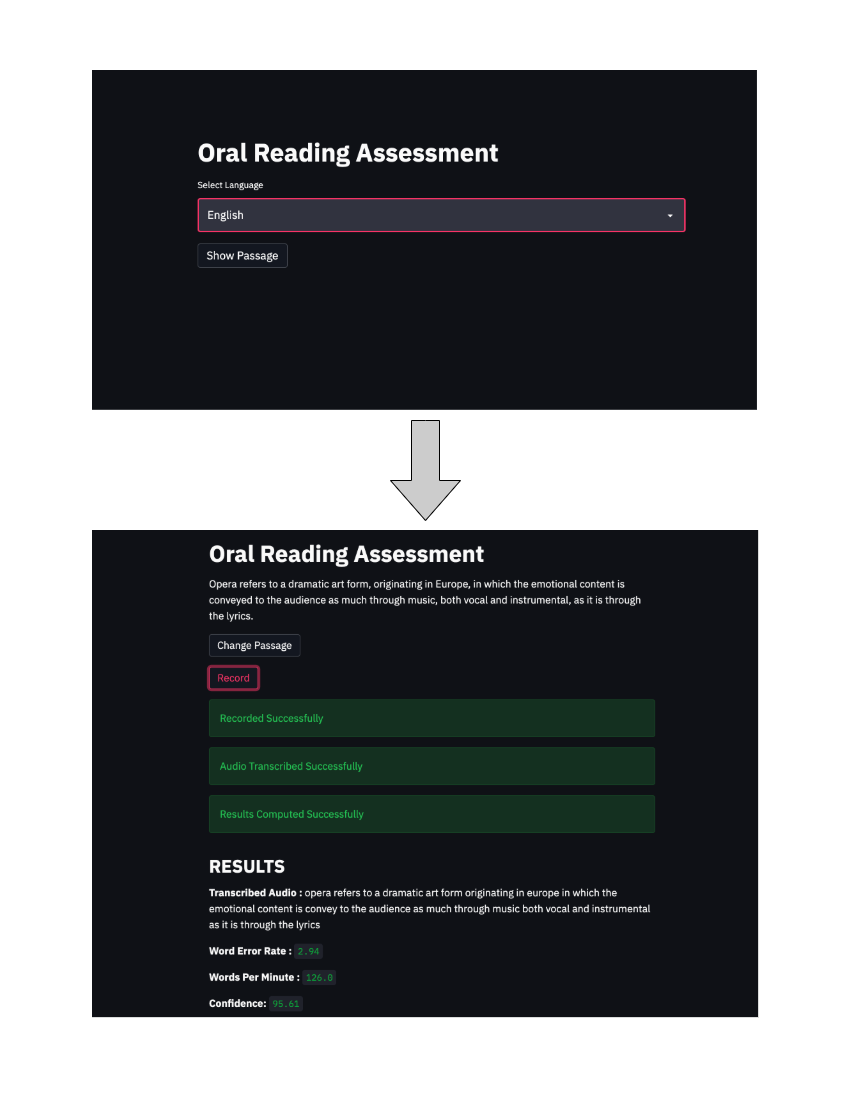 Oral Reading Assessment
Select Language
English
Show Passage
Oral Reading Assessment
Opera refers to a dramatic art form, originating in Europe, in which the emotional content is
conveyed to the audience as much through music, both vocal and instrumental, as it is through
the lyrics.
Change Passage
Record
Recorded Successfully
Audio Transcribed Successfully
Results Computed Successfully
RESULTS
Transcribed Audio : opera refers to a dramatic art form originating in europe in which the
emotional content is convey to the audience as much through music both vocal and instrumental
as it is through the lyrics
Word Error Rate : 2.94
Words Per Minute : 126.0
Confidence: 95.61